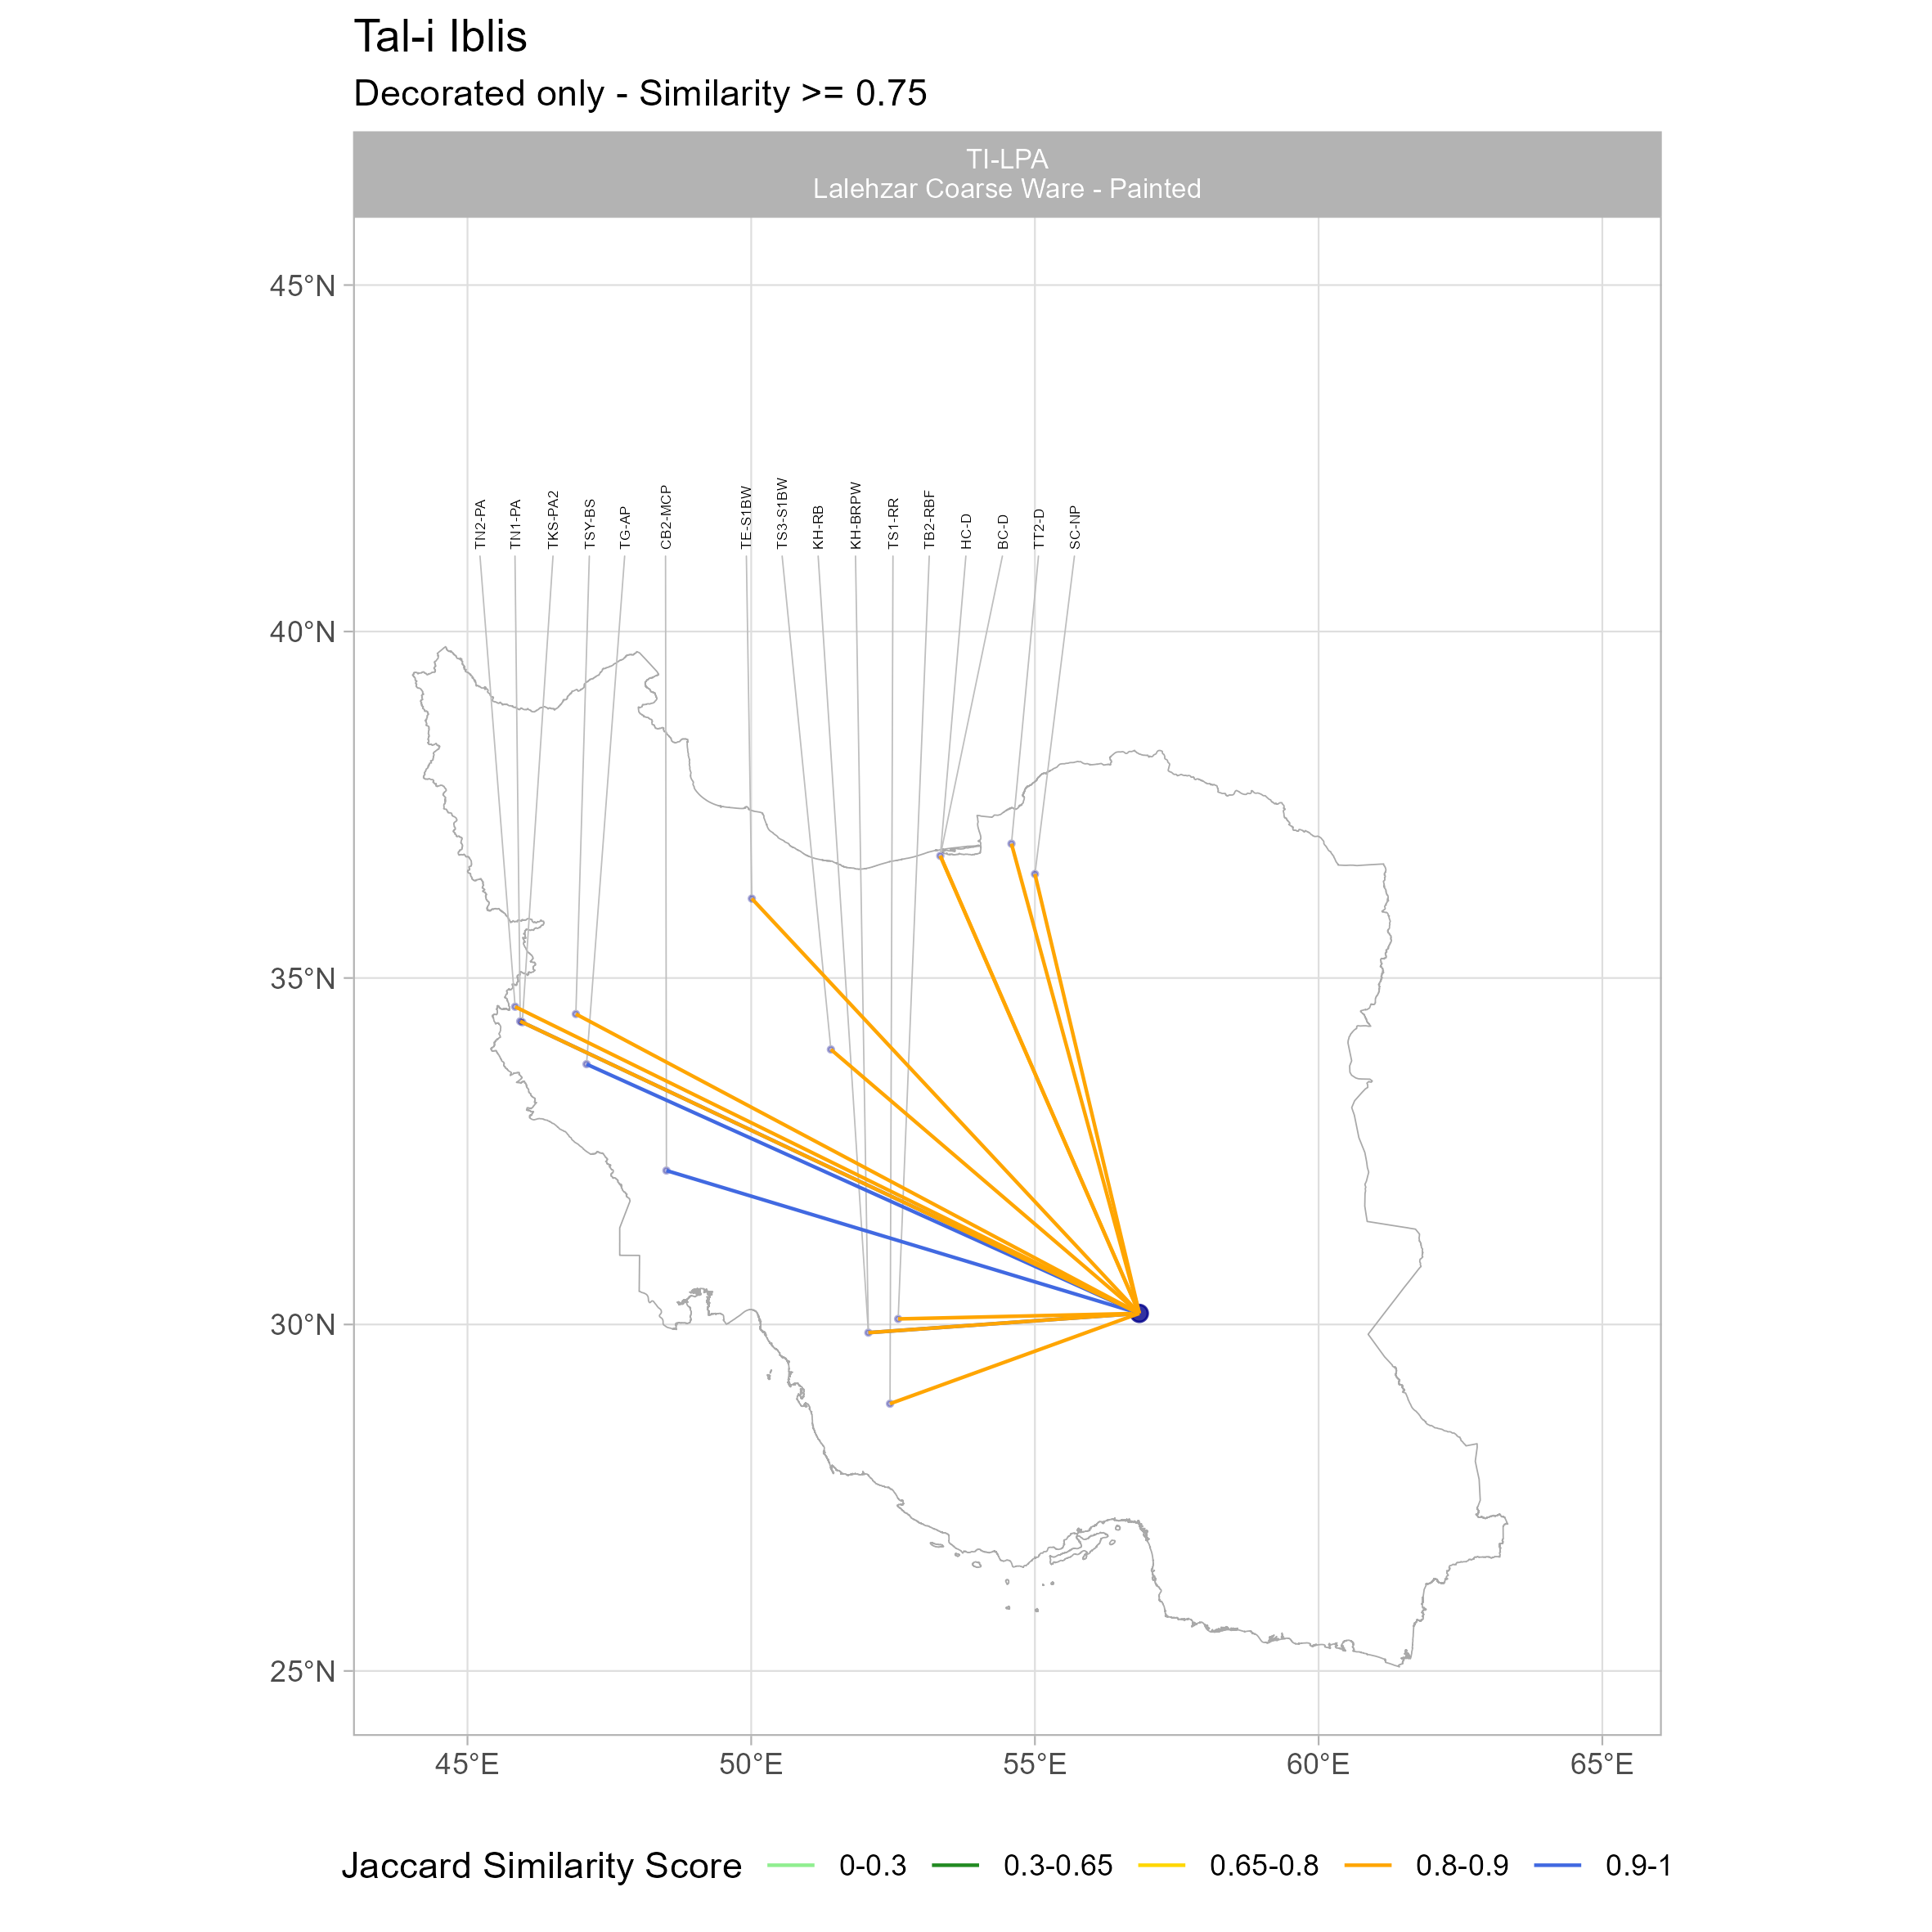 Tal-i Iblis
Decorated only - Similarity >= 0.75
TI-LPA
Lalehzar Coarse Ware - Painted
45°N
TN2-PA
TN1-PA
TKS-PA2
TSY-BS
TG-AP
CB2-MCP
TE-S1BW
TS3-S1BW
KH-RB
KH-BRPW
TS1-RR
TB2-RBF
HC-D
BC-D
TT2-D
SC-NP
40°N
35°N
30°N
25°N
45°E 50°E 55°E 60°E 65°E
Jaccard Similarity Score 0-0.3 0.3-0.65 0.65-0.8 0.8-0.9 0.9-1